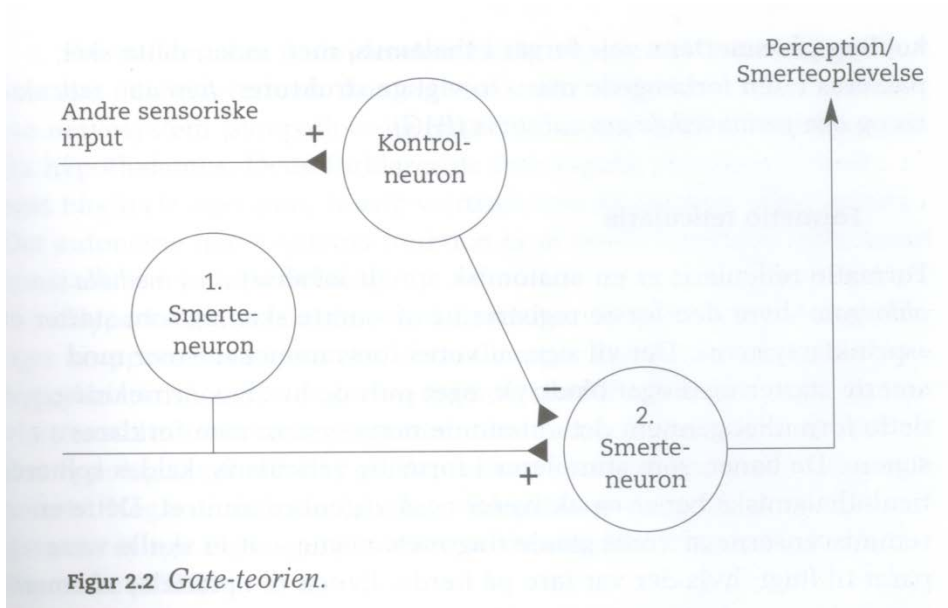 Perception/
Smerteoplevelse
Andre sensoriske
input
+
Kontrol-
neuron
1.
Smerte-
neuron
–
2.
Smerte-
neuron
+
Figur 2.2 Gate-teorien.